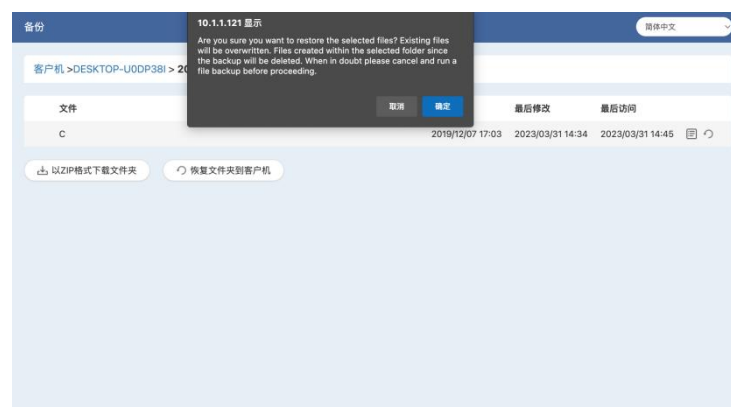 备份
10.1.1.121 显示
Are you sure you want to restore the selected files? Existing files
will be overwritten. Files created within the selected folder since
the backup will be deleted. When in doubt please cancel and run a
file backup before proceeding.
取消
确定
简体中文
客户机 >DESKTOP-U0DP38I > 20
文件
最后修改
最后访问
C
2019/12/07 17:03
2023/03/31 14:34
2023/03/31 14:45
以ZIP格式下载文件夹
恢复文件夹到客户机